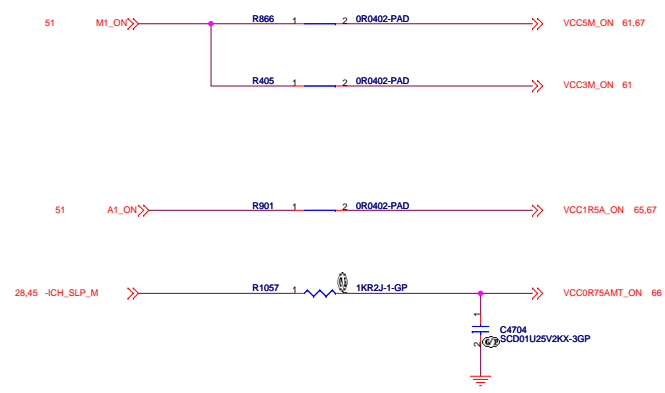 51 M1_ON R866 1 2 0R0402-PAD VCC5M_ON 61,67
R405 1 2 0R0402-PAD VCC3M_ON 61
51 A1_ON R901 1 2 0R0402-PAD VCC1R5A_ON 65,67
28,45 -ICH_SLP_M R1057 1 2 1KR2J-1-GP VCC0R75AMT_ON 66
1
C4704
2 SCD01U25V2KX-3GP